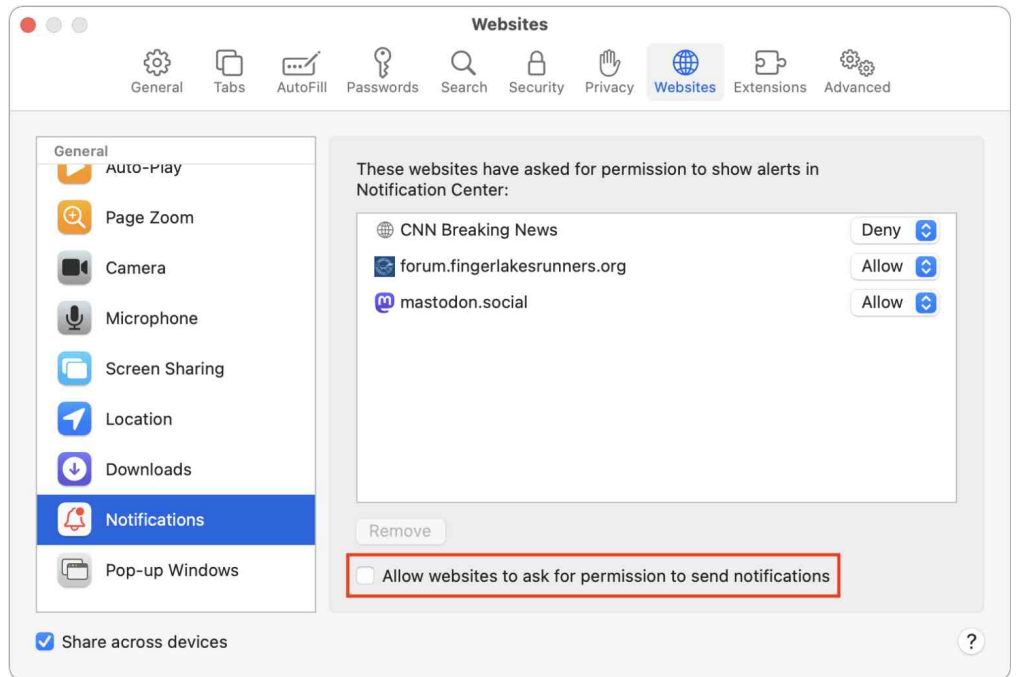 Websites
General
Tabs
AutoFill
Passwords
Search
Security
Privacy
Websites
Extensions
Advanced
General
Auto-Play
Page Zoom
Camera
Microphone
Screen Sharing
Location
Downloads
Notifications
Pop-up Windows
These websites have asked for permission to show alerts in
Notification Center:
CNN Breaking News Deny
forum.fingerlakesrunners.org Allow
mastodon.social Allow
Remove
Allow websites to ask for permission to send notifications
Share across devices
?